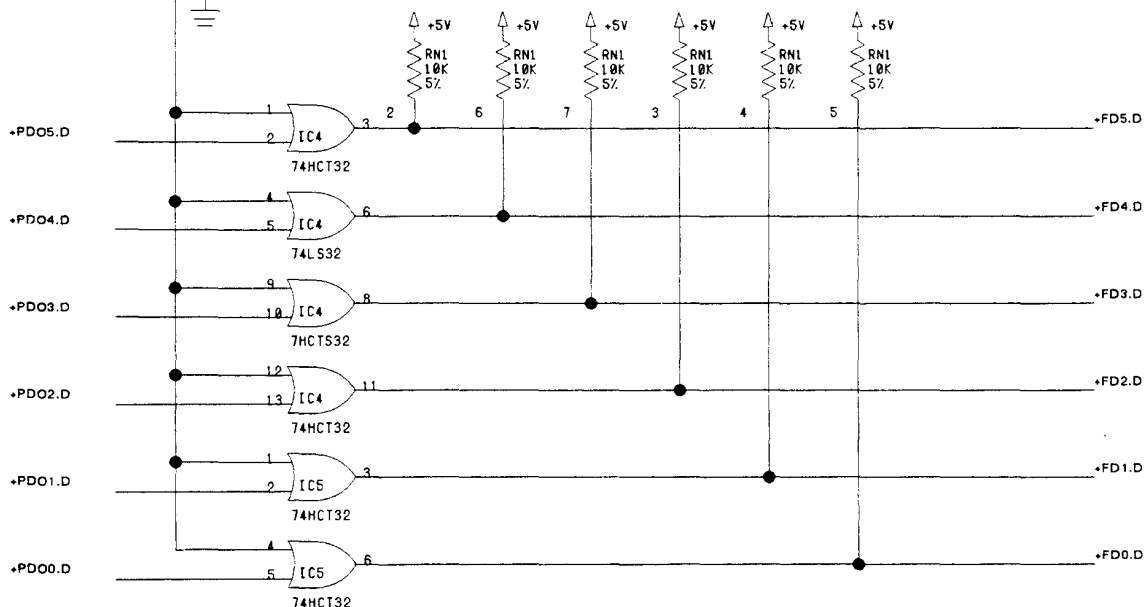 +5V +5V +5V +5V +5V +5V
RN1 RN1 RN1 RN1 RN1 RN1
10K 10K 10K 10K 10K 10K
5% 5% 5% 5% 5% 5%
2 6 7 3 4 5
+PDO5.D 1 2 IC4 3 +FD5.D
74HCT32
+PDO4.D 4 5 IC4 6 +FD4.D
74LS32
+PDO3.D 9 10 IC4 8 +FD3.D
7HCTS32
+PDO2.D 12 13 IC4 11 +FD2.D
74HCT32
+PDO1.D 1 2 IC5 3 +FD1.D
74HCT32
+PDO0.D 4 5 IC5 6 +FD0.D
74HCT32